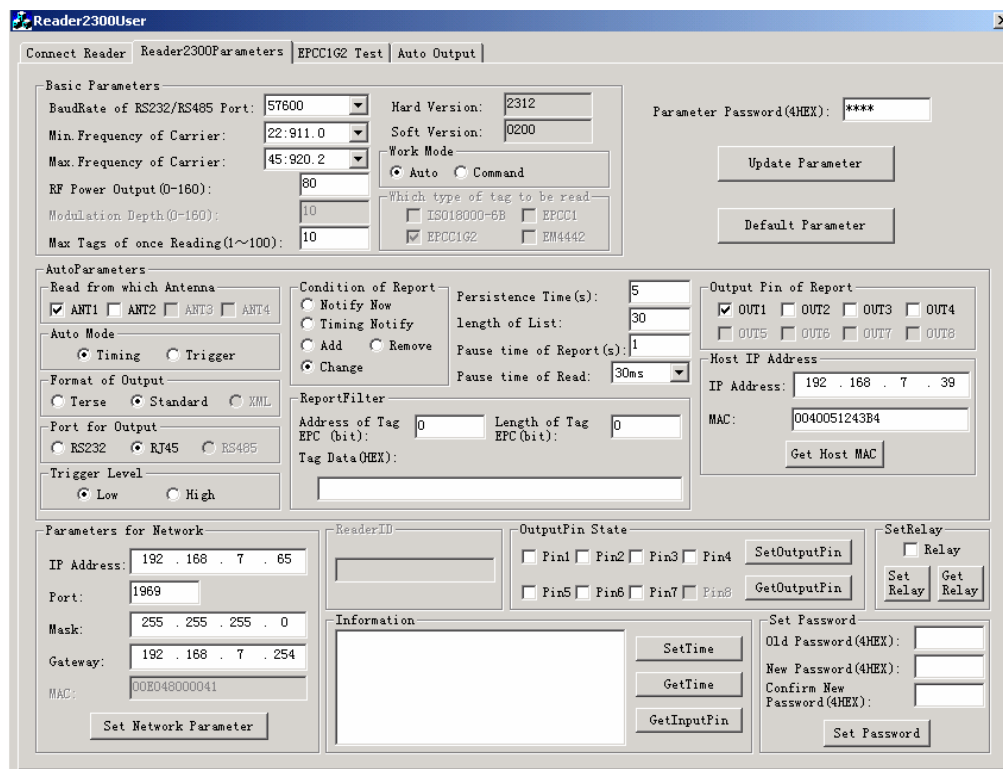 Reader2300User
Connect Reader Reader2300Parameters EPCC1G2 Test Auto Output
Basic Parameters
BaudRate of RS232/RS485 Port: 57600
Min.Frequency of Carrier: 22:911.0
Max.Frequency of Carrier: 45:920.2
RF Power Output(0-160): 80
Modulation Depth(0-160): 10
Max Tags of once Reading(1~100): 10
Hard Version: 2312
Soft Version: 0200
Work Mode
Auto Command
Which type of tag to be read
ISO18000-6B EPCC1
EPCC1G2 EM4442
Parameter Password(4HEX): ****
Update Parameter
Default Parameter
AutoParameters
Read from which Antenna
ANT1 ANT2 ANT3 ANT4
Auto Mode
Timing Trigger
Format of Output
Terse Standard XML
Port for Output
RS232 RJ45 RS485
Trigger Level
Low High
Condition of Report
Notify Now
Timing Notify
Add Remove
Change
Persistence Time(s): 5
length of List: 30
Pause time of Report(s): 1
Pause time of Read: 30ms
ReportFilter
Address of Tag EPC (bit): 0
Length of Tag EPC(bit): 0
Tag Data(HEX):
Output Pin of Report
OUT1 OUT2 OUT3 OUT4
OUT5 OUT6 OUT7 OUT8
Host IP Address
IP Address: 192 . 168 . 7 . 39
MAC: 0040051243B4
Get Host MAC
Parameters for Network
IP Address: 192 . 168 . 7 . 65
Port: 1969
Mask: 255 . 255 . 255 . 0
Gateway: 192 . 168 . 7 . 254
MAC: 00E048000041
Set Network Parameter
ReaderID
OutputPin State
Pin1 Pin2 Pin3 Pin4 SetOutputPin
Pin5 Pin6 Pin7 Pin8 GetOutputPin
SetRelay
Relay
Set Relay Get Relay
Information
SetTime
GetTime
GetInputPin
Set Password
Old Password(4HEX):
New Password(4HEX):
Confirm New Password(4HEX):
Set Password